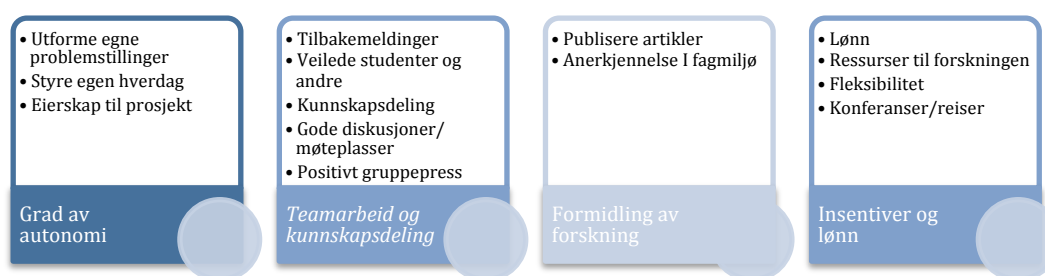 • Utforme egne
problemstillinger
• Styre egen hverdag
• Eierskap til prosjekt
Grad av
autonomi
• Tilbakemeldinger
• Veilede studenter og
andre
• Kunnskapsdeling
• Gode diskusjoner/
møteplasser
• Positivt gruppepress
Teamarbeid og
kunnskapsdeling
• Publisere artikler
• Anerkjennelse I fagmiljø
Formidling av
forskning
• Lønn
• Ressurser til forskningen
• Fleksibilitet
• Konferanser/reiser
Insentiver og
lønn